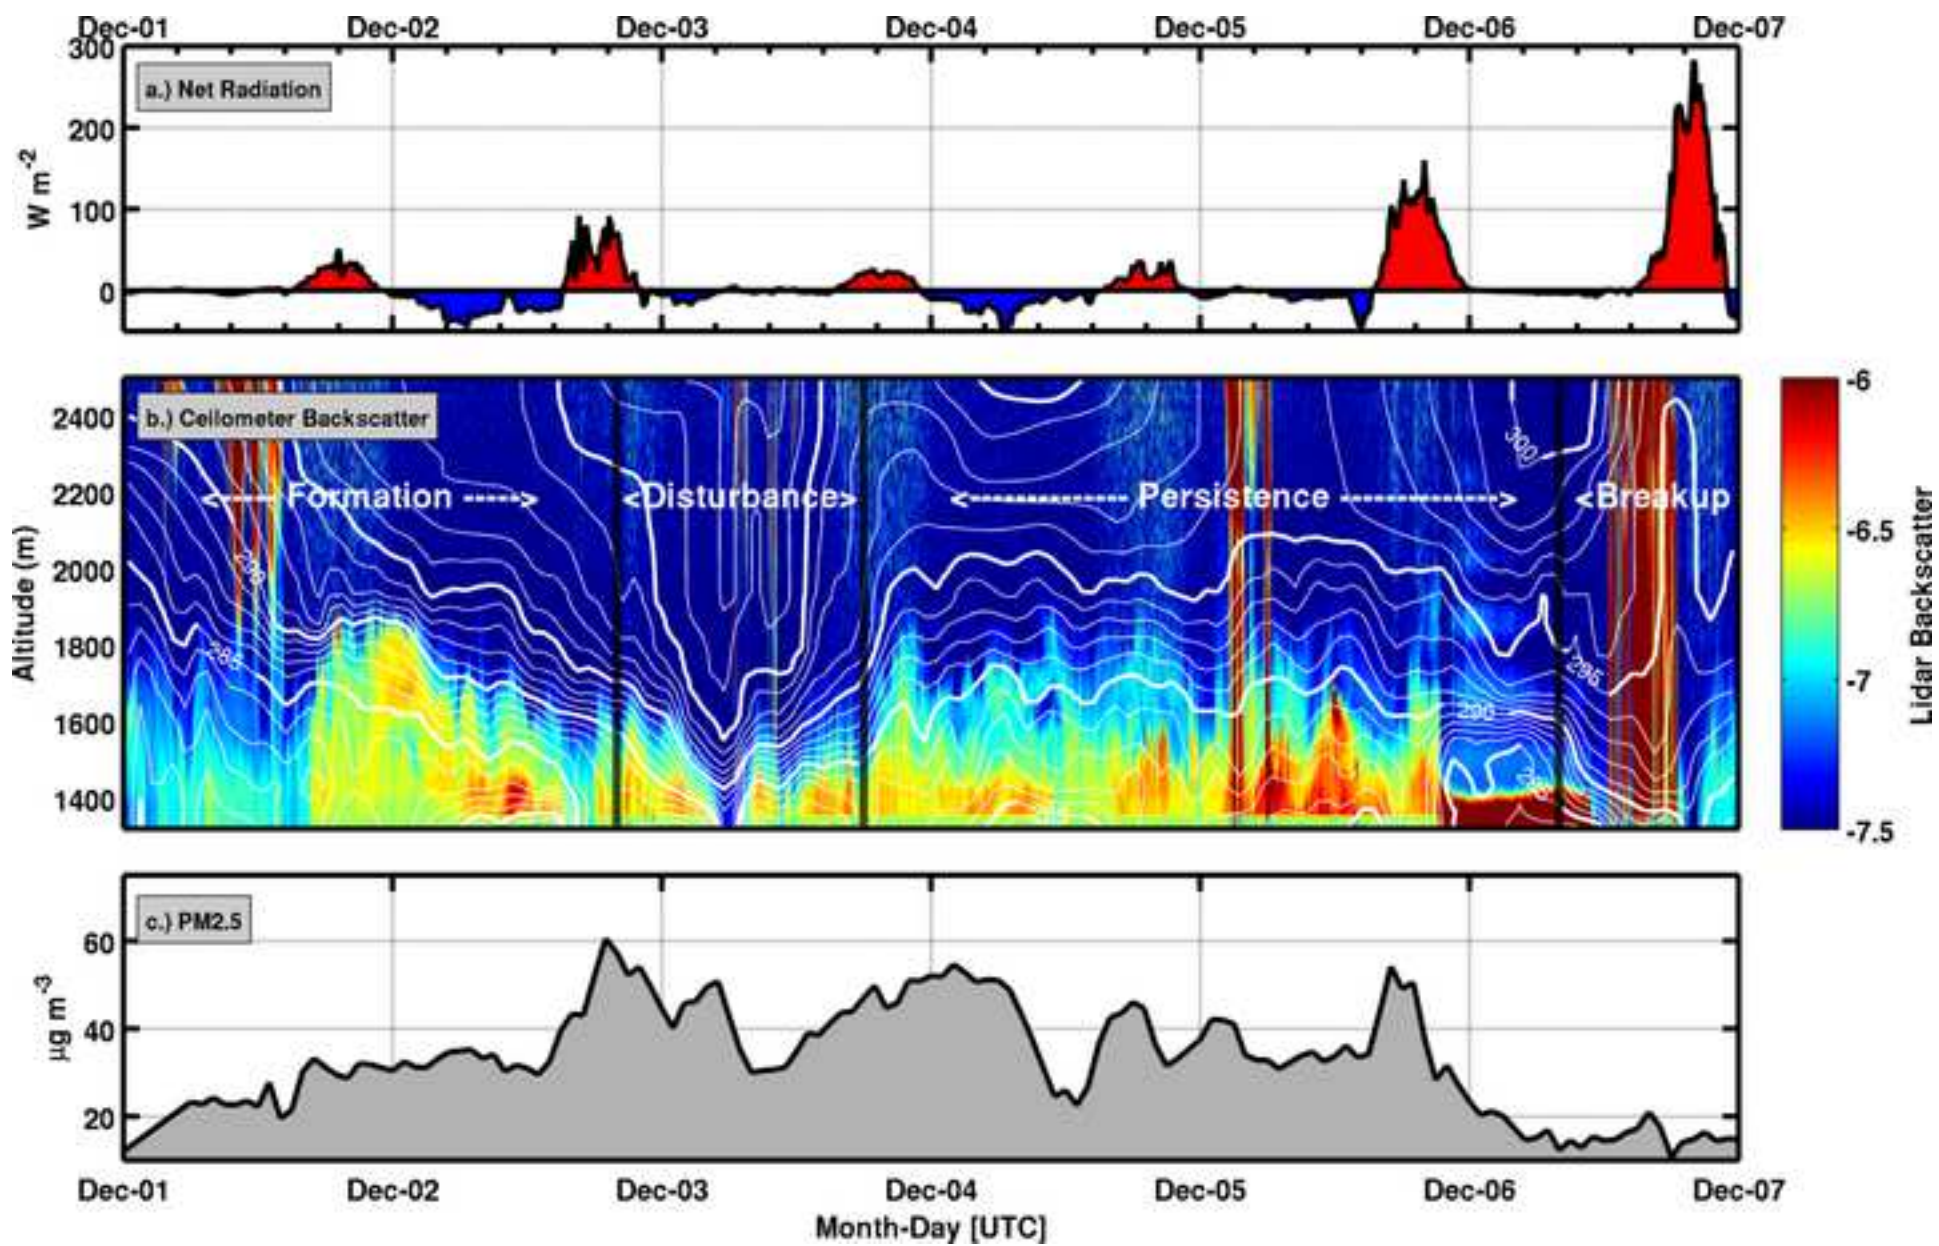 Dec-01 Dec-02 Dec-03 Dec-04 Dec-05 Dec-06 Dec-07
300
a.) Net Radiation
200
100
0
W m-2
b.) Ceilometer Backscatter
2400
2200
2000
1800
1600
1400
Altitude (m)
<----Formation ----> <Disturbance> <---------Persistence ---------> <Breakup
300
285
295
290
-6
-6.5
-7
-7.5
Lidar Backscatter
c.) PM2.5
60
40
20
µg m-3
Dec-01 Dec-02 Dec-03 Dec-04 Dec-05 Dec-06 Dec-07
Month-Day [UTC]